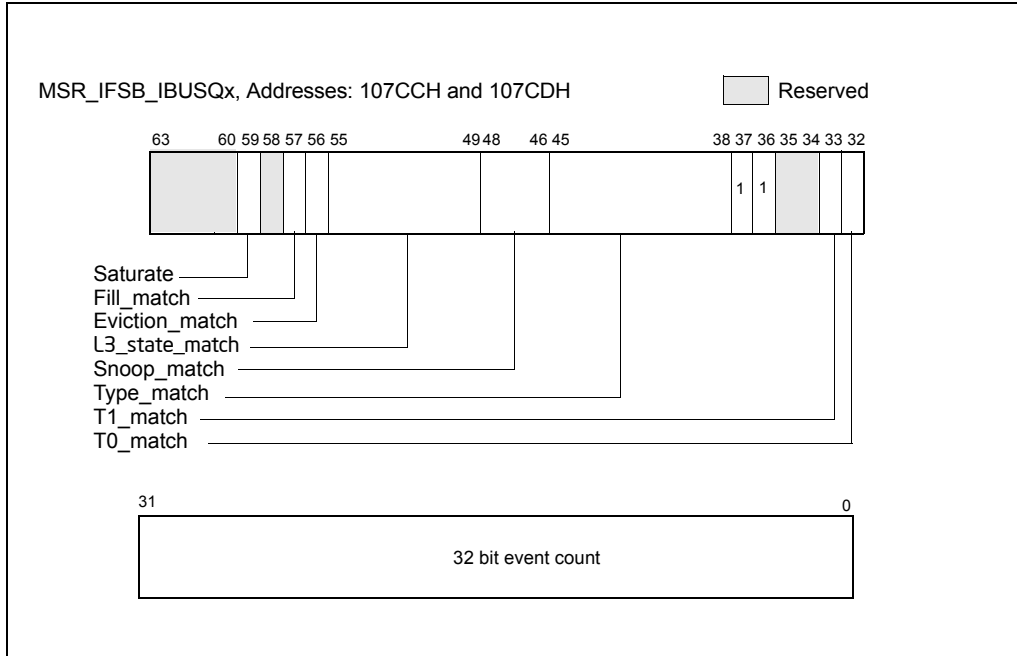 MSR_IFSB_IBUSQx, Addresses: 107CCH and 107CDH
Reserved
63 60 59 58 57 56 55 49 48 46 45 38 37 36 35 34 33 32
1 1
Saturate
Fill_match
Eviction_match
L3_state_match
Snoop_match
Type_match
T1_match
T0_match
31 0
32 bit event count